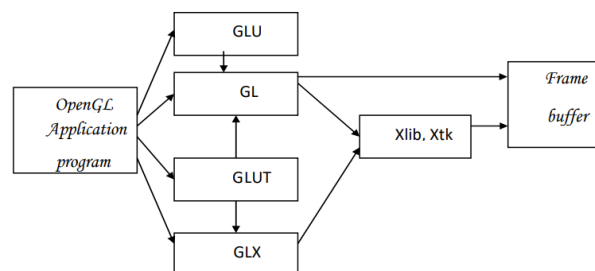 GLU
OpenGL
Application
program
GL
GLUT
GLX
Xlib, Xtk
Frame
buffer